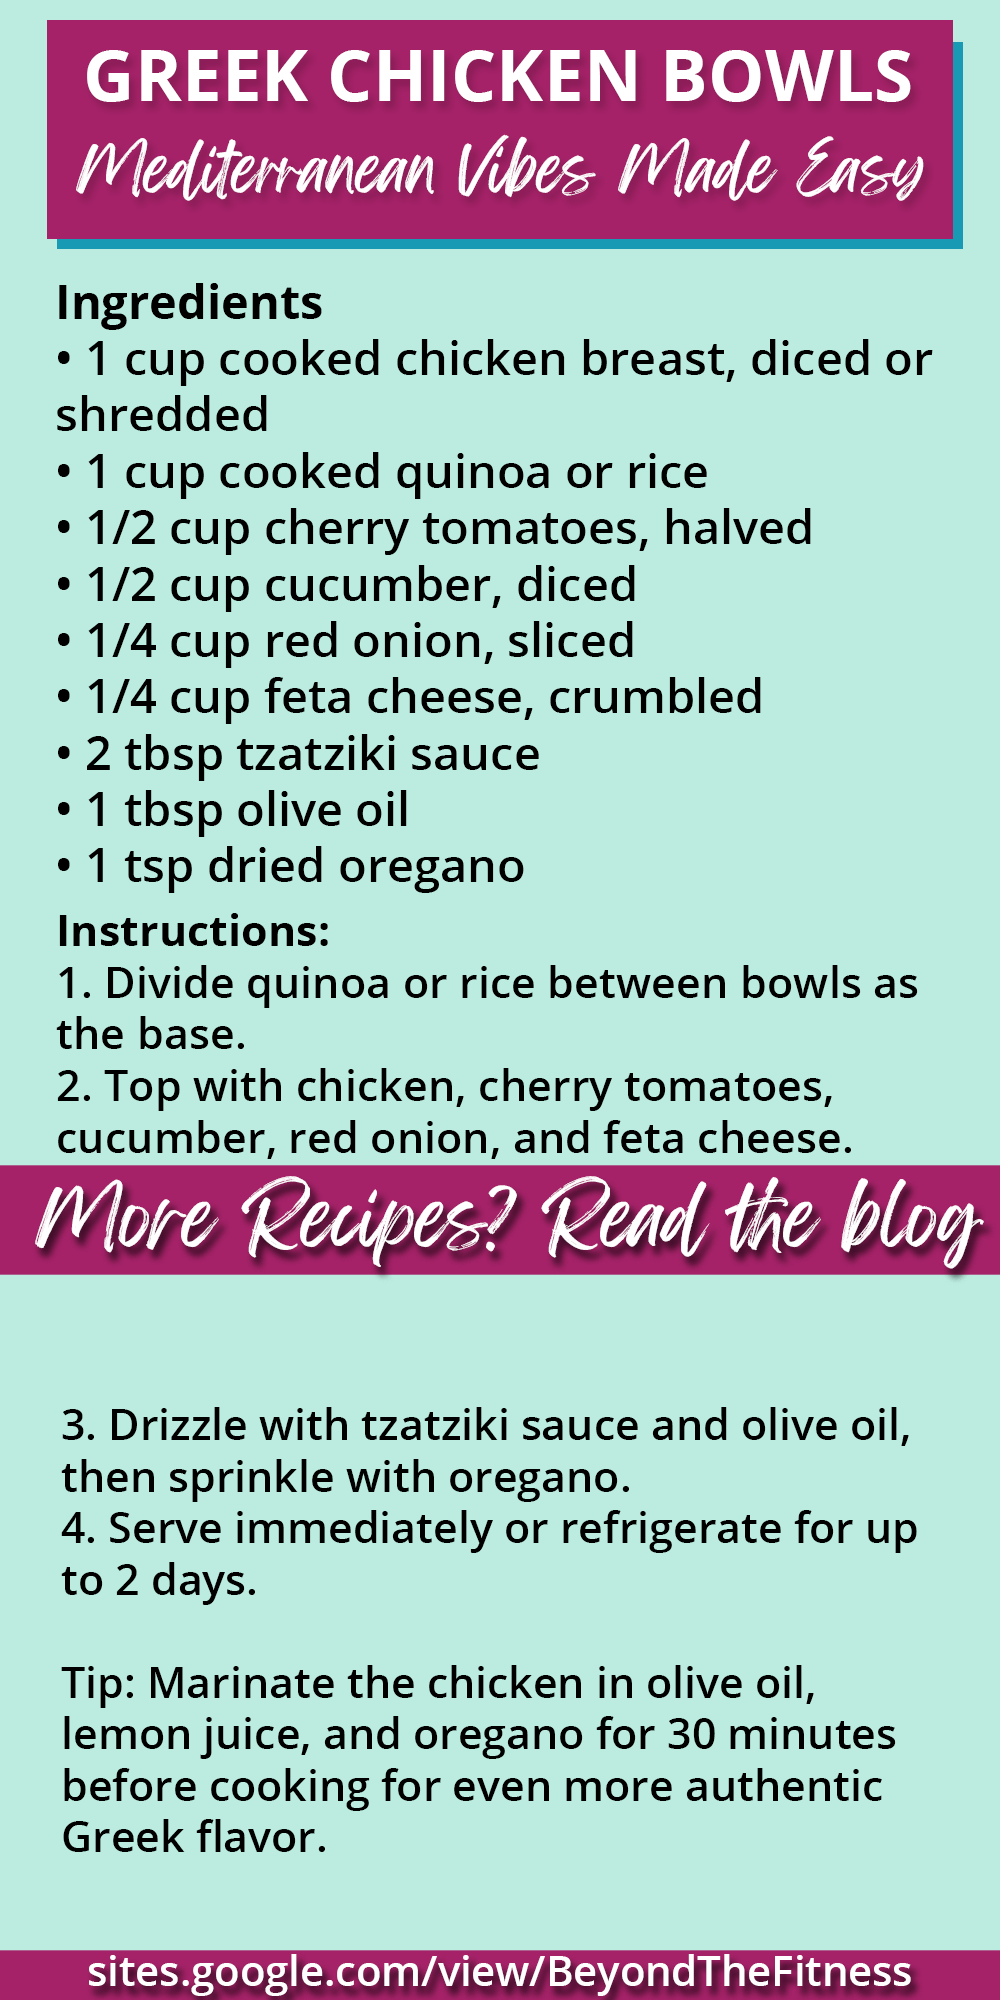 GREEK CHICKEN BOWLS
Mediterranean Vibes Made Easy
Ingredients
• 1 cup cooked chicken breast, diced or
shredded
• 1 cup cooked quinoa or rice
• 1/2 cup cherry tomatoes, halved
• 1/2 cup cucumber, diced
• 1/4 cup red onion, sliced
• 1/4 cup feta cheese, crumbled
• 2 tbsp tzatziki sauce
• 1 tbsp olive oil
• 1 tsp dried oregano
Instructions:
1. Divide quinoa or rice between bowls as
the base.
2. Top with chicken, cherry tomatoes,
cucumber, red onion, and feta cheese.
More Recipes? Read the blog
3. Drizzle with tzatziki sauce and olive oil,
then sprinkle with oregano.
4. Serve immediately or refrigerate for up
to 2 days.
Tip: Marinate the chicken in olive oil,
lemon juice, and oregano for 30 minutes
before cooking for even more authentic
Greek flavor.
sites.google.com/view/BeyondTheFitness